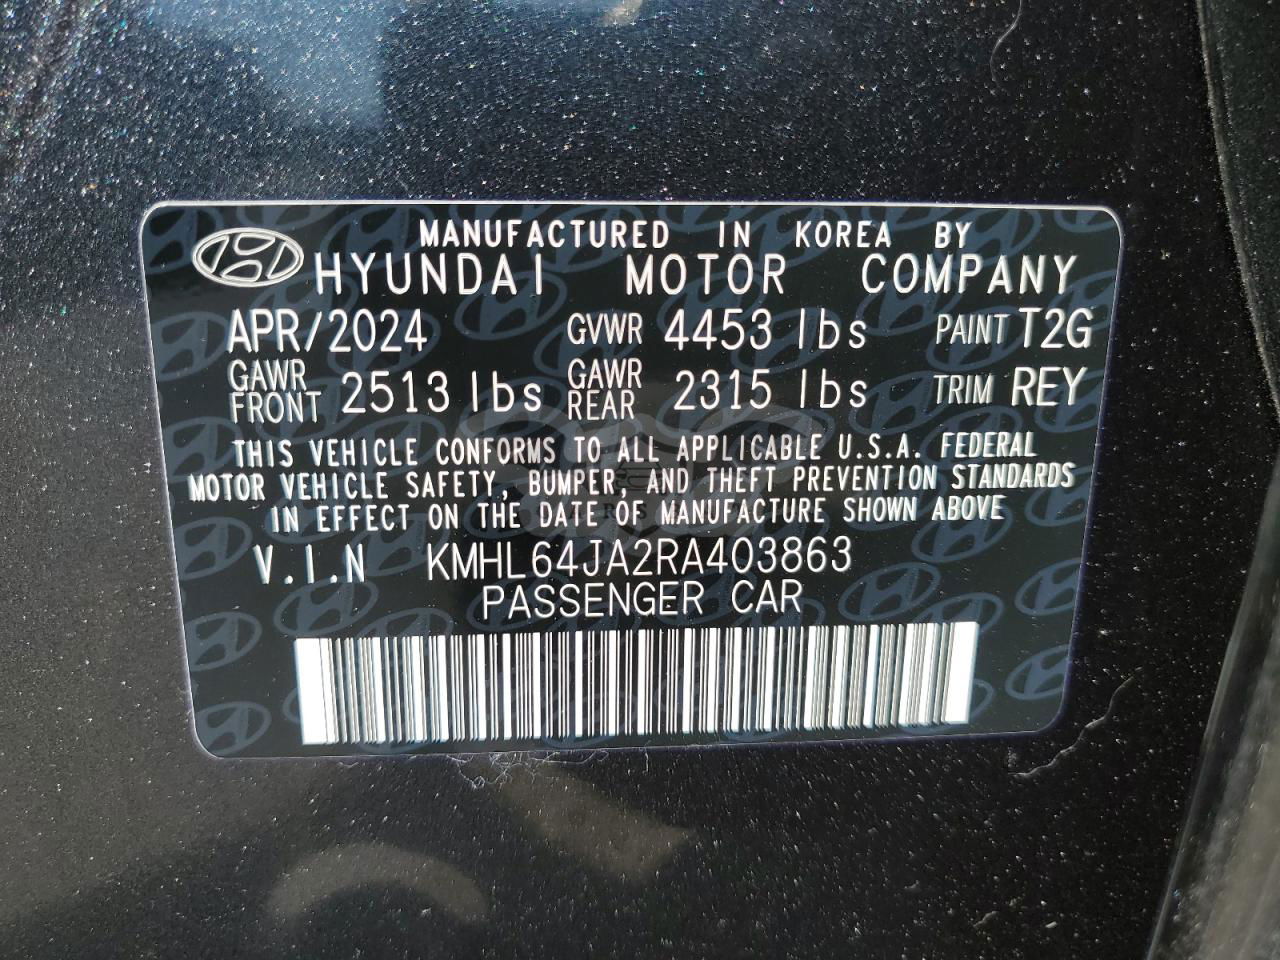 MANUFACTURED IN KOREA BY
HYUNDAI MOTOR COMPANY
APR/2024 GVWR 4453 lbs PAINT T2G
GAWR FRONT 2513 lbs GAWR REAR 2315 lbs TRIM REY
THIS VEHICLE CONFORMS TO ALL APPLICABLE U.S.A. FEDERAL
MOTOR VEHICLE SAFETY, BUMPER, AND THEFT PREVENTION STANDARDS
IN EFFECT ON THE DATE OF MANUFACTURE SHOWN ABOVE
V.I.N KMHL64JA2RA403863
PASSENGER CAR